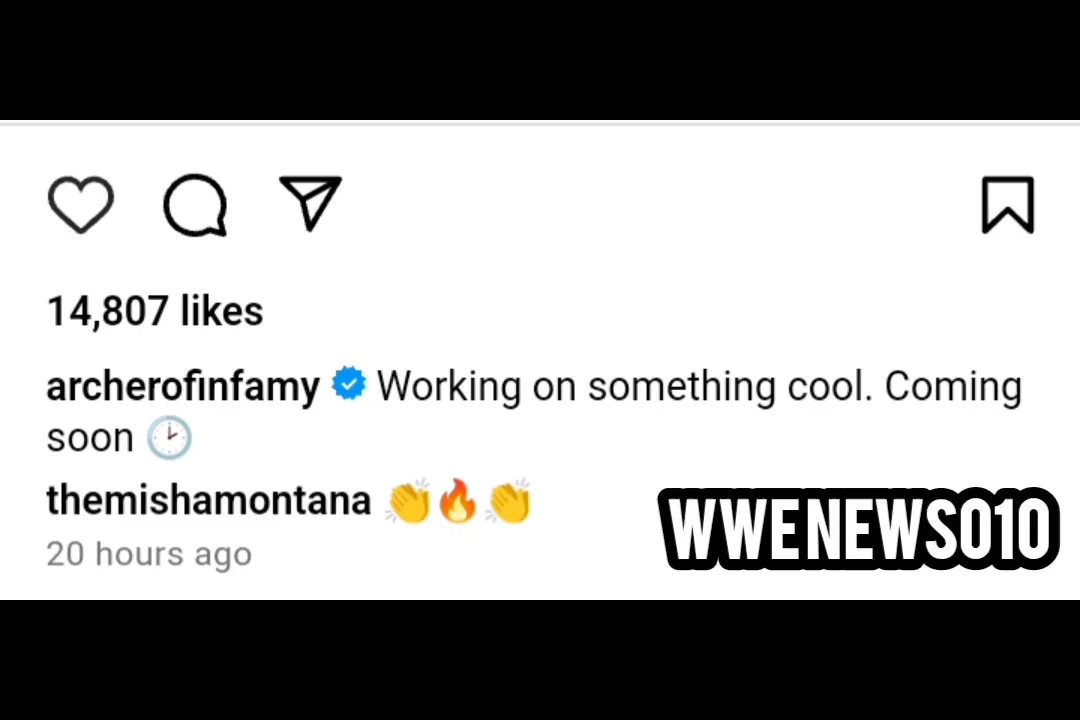 14,807 likes
archerofinfamy Working on something cool. Coming
soon 🕑
themishamontana 👏🔥👏
20 hours ago
WWENEWS010